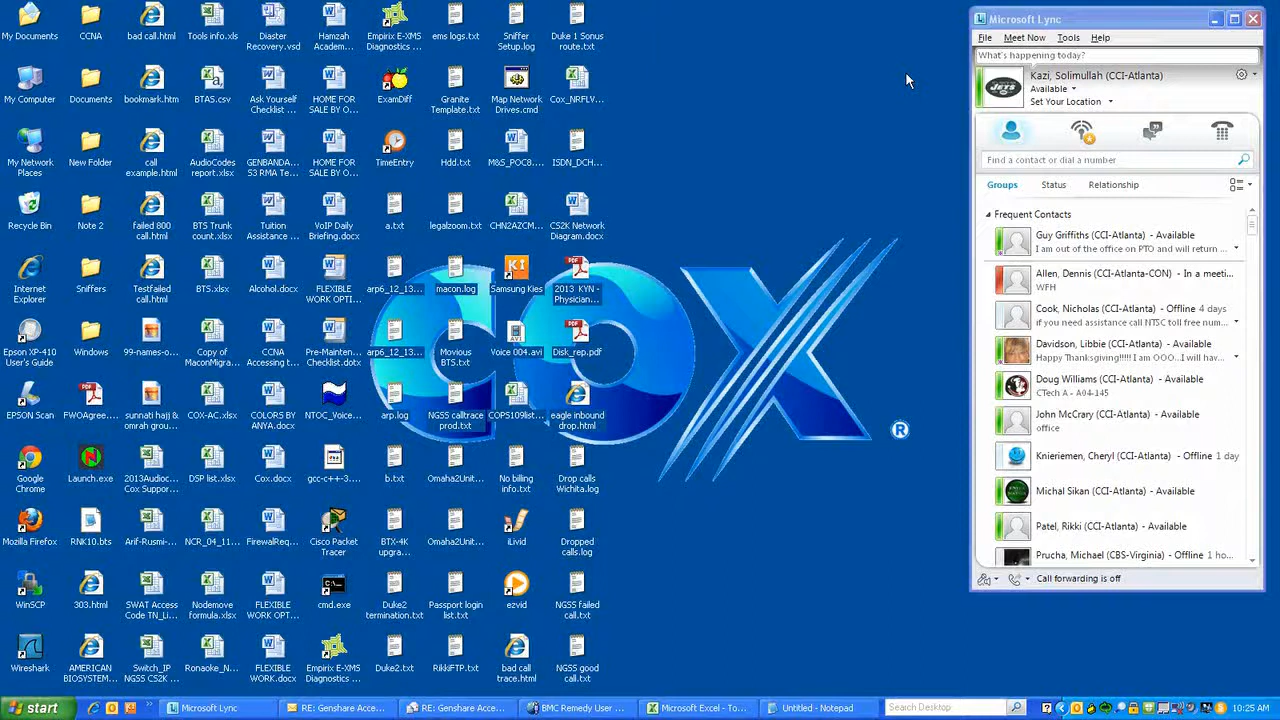 My Documents
CCNA
bad call.html
Tools info.xls
Diaster
Recovery.vsd
Hamzah
Academ...
Empirix E-XMS
Diagnostics ...
ems logs.txt
Sniffer
Setup.log
Duke 1 Sonus
route.txt
My Computer
Documents
bookmark.htm
BTAS.csv
Ask Yourself
Checklist ...
HOME FOR
SALE BY O...
ExamDiff
Granite
Template.txt
Map Network
Drives.cmd
Cox_NRFLV...
My Network
Places
New Folder
call
example.html
AudioCodes
report.xlsx
GENBANDA...
S3 RMA Te...
HOME FOR
SALE BY O...
TimeEntry
Hdd.txt
M&S_POC8...
ISDN_DCH...
Recycle Bin
Note 2
failed 800
call.html
BTS Trunk
count.xlsx
Tuition
Assistance ...
VoIP Daily
Briefing.docx
a.txt
legalzoom.txt
CHN2AZCM...
CS2K Network
Diagram.docx
Internet
Explorer
Sniffers
Testfailed
call.html
BTS.xlsx
Alcohol.docx
FLEXIBLE
WORK OPTI...
arp6_12_13...
macon.log
Samsung Kies
2013 KYN -
Physician...
Epson XP-410
User's Guide
Windows
99-names-o...
Copy of
MaconMigra...
CCNA
Accessing t...
Pre-Mainten...
Checklist.dotx
arp6_12_13...
Movious
BTS.txt
Voice 004.avi
Disk_rep.pdf
EPSON Scan
FWOAgree...
sunnati hajj &
omrah grou...
COX-AC.xlsx
COLORS BY
ANYA.docx
NTOC_Voice...
arp.log
NGSS calltrace
prod.txt
COPS109list...
eagle inbound
drop.html
Google
Chrome
Launch.exe
2013Audioc...
Cox Suppor...
DSP list.xlsx
Cox.docx
gcc-c++-3....
b.txt
Omaha2Unit...
No billing
info.txt
Drop calls
Wichita.log
Mozilla Firefox
RNK10.bts
Arif-Rusmi-...
NCR_04_11...
FirewalReq...
Cisco Packet
Tracer
BTX-4K
upgra...
Omaha2Unit...
iLivid
Dropped
calls.log
WinSCP
303.html
SWAT Access
Code TN_Li...
Nodemove
formula.xlsx
FLEXIBLE
WORK OPT...
cmd.exe
Duke2
termination.txt
Passport login
list.txt
ezvid
NGSS failed
call.txt
Wireshark
AMERICAN
BIOSYSTEM...
Switch_IP
NGSS CS2K ...
Ronaoke_N...
FLEXIBLE
WORK.docx
Empirix E-XMS
Diagnostics ...
Duke2.txt
RikkiFTP.txt
bad call
trace.html
NGSS good
call.txt
COX ®
Microsoft Lync
File Meet Now Tools Help
What's happening today?
Kazi, Solimullah (CCI-Atlanta)
Available
Set Your Location
JETS
Find a contact or dial a number
Groups Status Relationship
Frequent Contacts
Guy Griffiths (CCI-Atlanta) - Available
I am out of the office on PTO and will return ...
Allen, Dennis (CCI-Atlanta-CON) - In a meeti...
WFH
Cook, Nicholas (CCI-Atlanta) - Offline 4 days
if you need assistance call NTSC toll free num...
Davidson, Libbie (CCI-Atlanta) - Available
Happy Thanksgiving!!!!! I am OOO...I will hav...
Doug Williams (CCI-Atlanta) - Available
CTech A - A04-145
John McCrary (CCI-Atlanta) - Available
office
Knieriemen, Cheryl (CCI-Atlanta) - Offline 1 day
Michal Sikan (CCI-Atlanta) - Available
Patel, Rikki (CCI-Atlanta) - Available
Prucha, Michael (CBS-Virginia) - Offline 1 ho...
Call forwarding is off
start
Microsoft Lync
RE: Genshare Acce...
RE: Genshare Acce...
BMC Remedy User ...
Microsoft Excel - To...
Untitled - Notepad
Search Desktop
10:25 AM